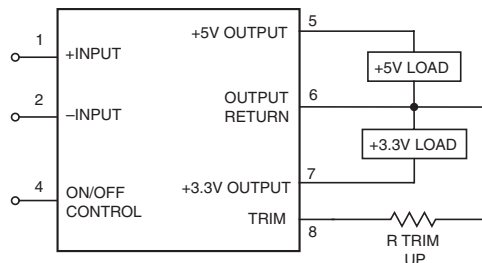 1
+INPUT
2
–INPUT
4
ON/OFF
CONTROL
+5V OUTPUT
5
OUTPUT
RETURN
6
+3.3V OUTPUT
7
TRIM
8
+5V LOAD
+3.3V LOAD
R TRIM
UP